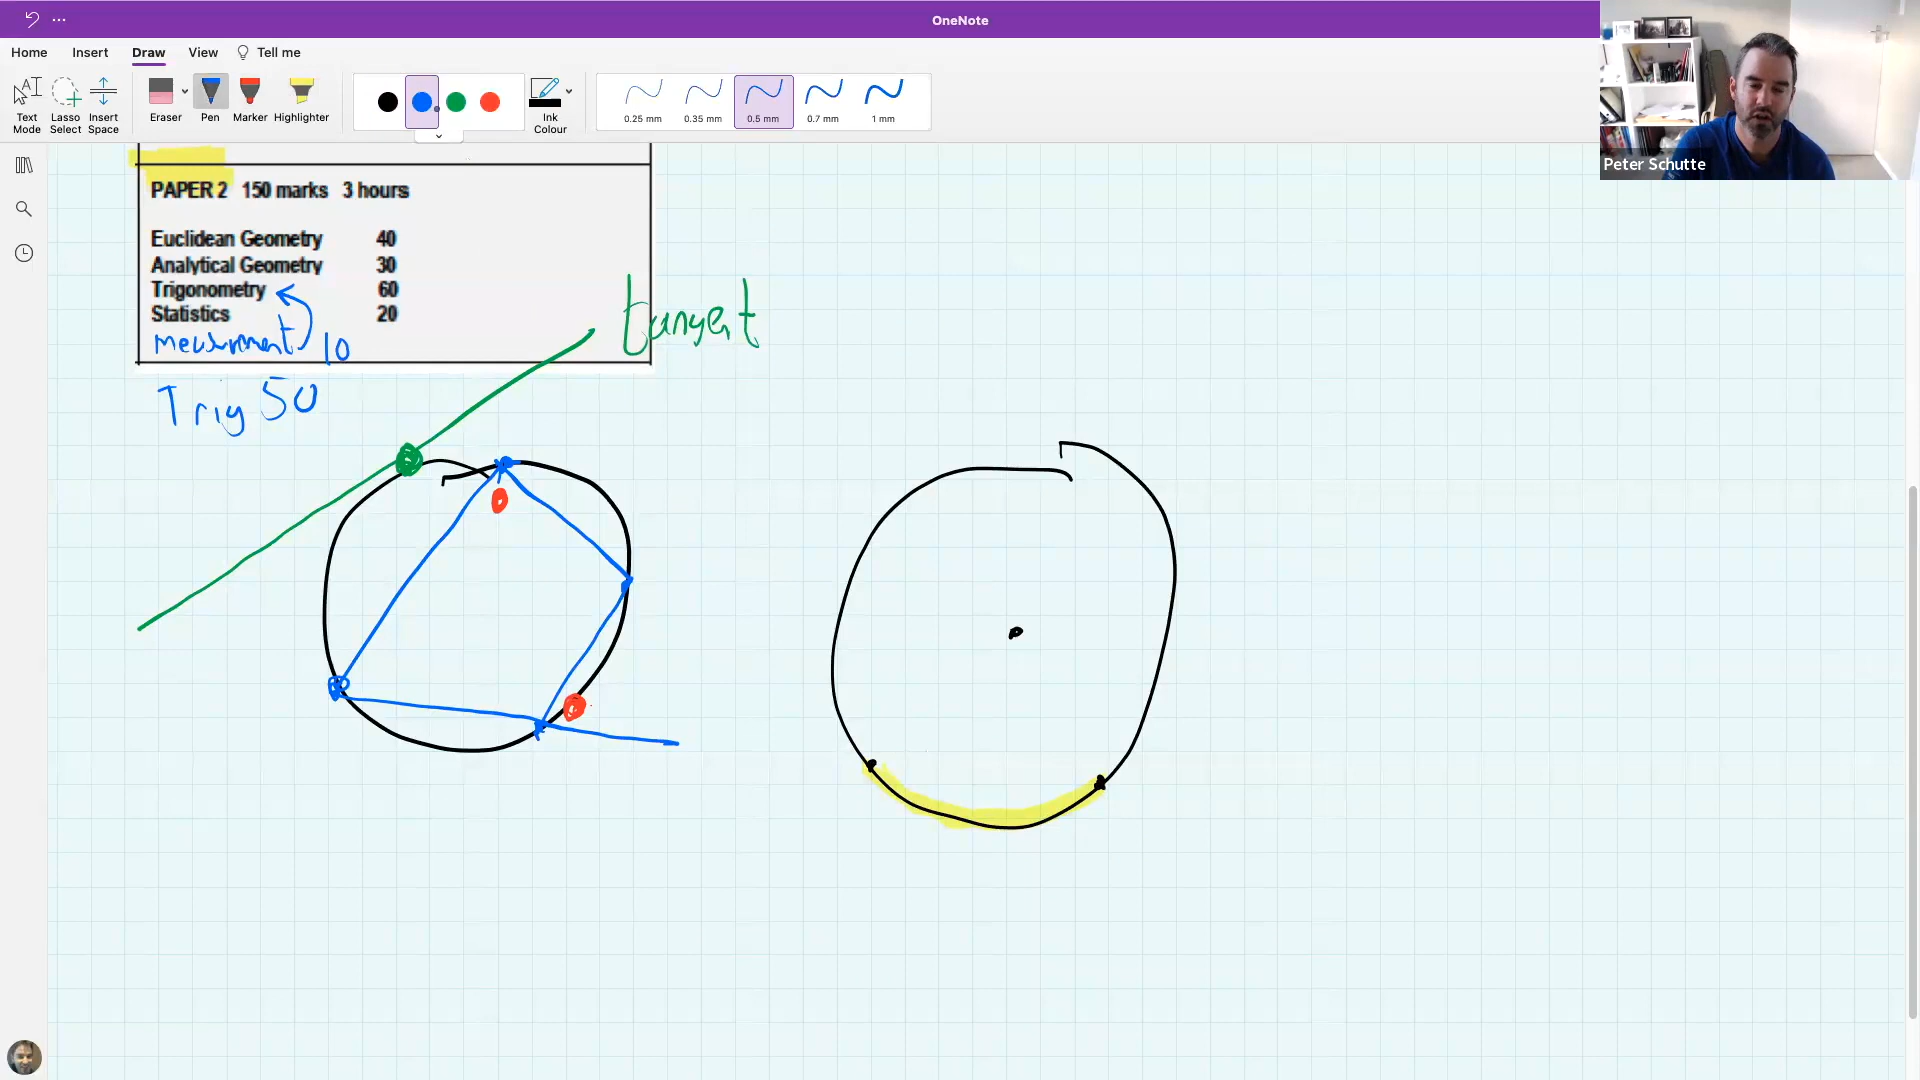 OneNote
Home Insert Draw View Tell me
Text Mode
Lasso Select
Insert Space
Eraser
Pen
Marker
Highlighter
Ink Colour
0.25 mm
0.35 mm
0.5 mm
0.7 mm
1 mm
Peter Schutte
PAPER 2 150 marks 3 hours
Euclidean Geometry 40
Analytical Geometry 30
Trigonometry 60
Statistics 20
measurement 10
Trig 50
tangent